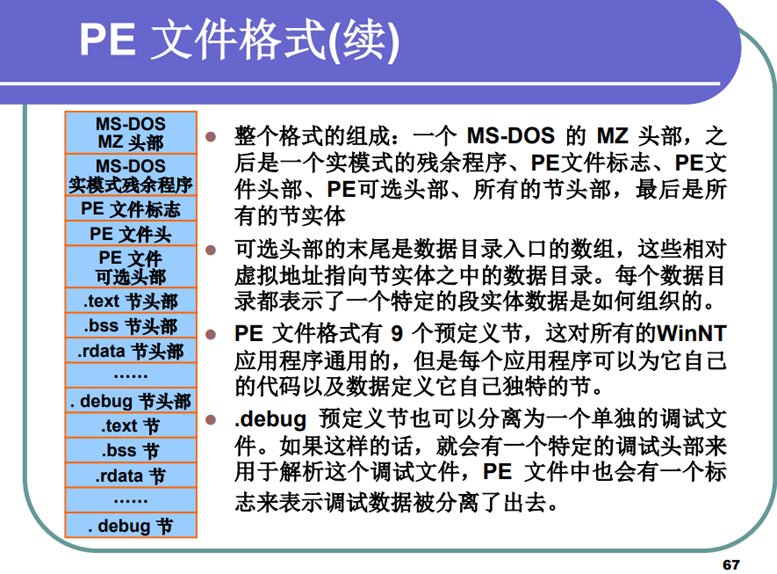 PE 文件格式(续)
MS-DOS
MZ 头部
MS-DOS
实模式残余程序
PE 文件标志
PE 文件头
PE 文件
可选头部
.text 节头部
.bss 节头部
.rdata 节头部
……
. debug 节头部
.text 节
.bss 节
.rdata 节
……
. debug 节
整个格式的组成：一个 MS-DOS 的 MZ 头部，之
后是一个实模式的残余程序、PE文件标志、PE文
件头部、PE可选头部、所有的节头部，最后是所
有的节实体
可选头部的末尾是数据目录入口的数组，这些相对
虚拟地址指向节实体之中的数据目录。每个数据目
录都表示了一个特定的段实体数据是如何组织的。
PE 文件格式有 9 个预定义节，这对所有的WinNT
应用程序通用的，但是每个应用程序可以为它自己
的代码以及数据定义它自己独特的节。
.debug 预定义节也可以分离为一个单独的调试文
件。如果这样的话，就会有一个特定的调试头部来
用于解析这个调试文件，PE 文件中也会有一个标
志来表示调试数据被分离了出去。
67